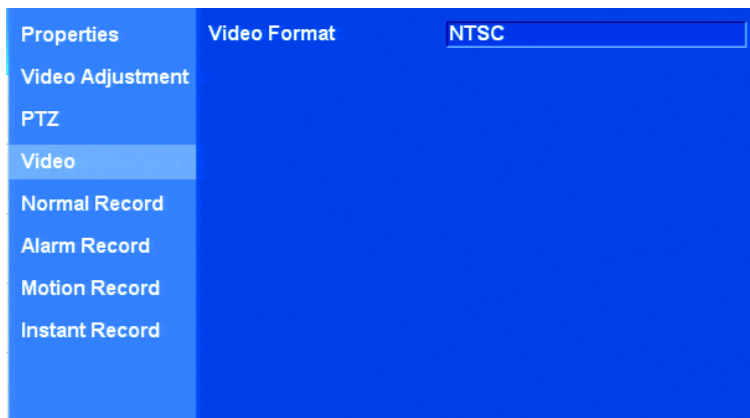 Properties
Video Adjustment
PTZ
Video
Normal Record
Alarm Record
Motion Record
Instant Record
Video Format NTSC